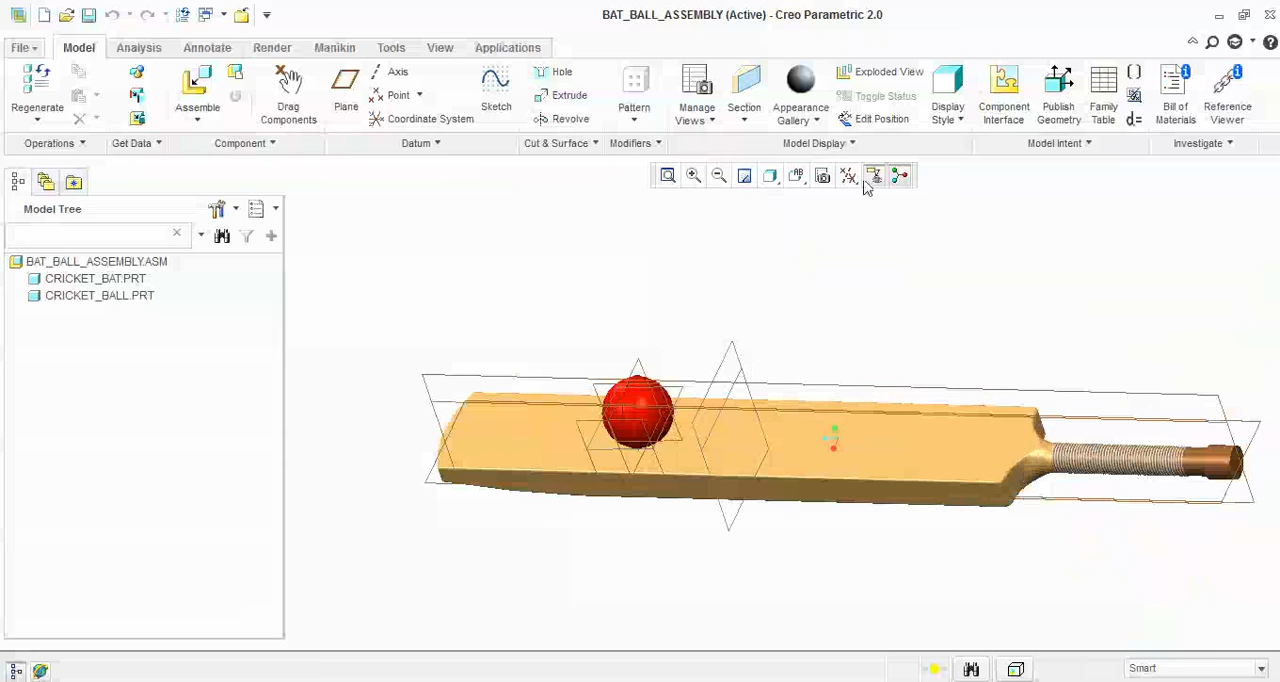 BAT_BALL_ASSEMBLY (Active) - Creo Parametric 2.0
File Model Analysis Annotate Render Manikin Tools View Applications
Regenerate
Assemble
Drag Components
Plane
Axis
Point
Coordinate System
Sketch
Hole
Extrude
Revolve
Pattern
Manage Views
Section
Appearance Gallery
Exploded View
Toggle Status
Edit Position
Display Style
Component Interface
Publish Geometry
Family Table
d=
Bill of Materials
Reference Viewer
Operations Get Data Component Datum Cut & Surface Modifiers Model Display Model Intent Investigate
Model Tree
BAT_BALL_ASSEMBLY.ASM
CRICKET_BAT.PRT
CRICKET_BALL.PRT
Smart